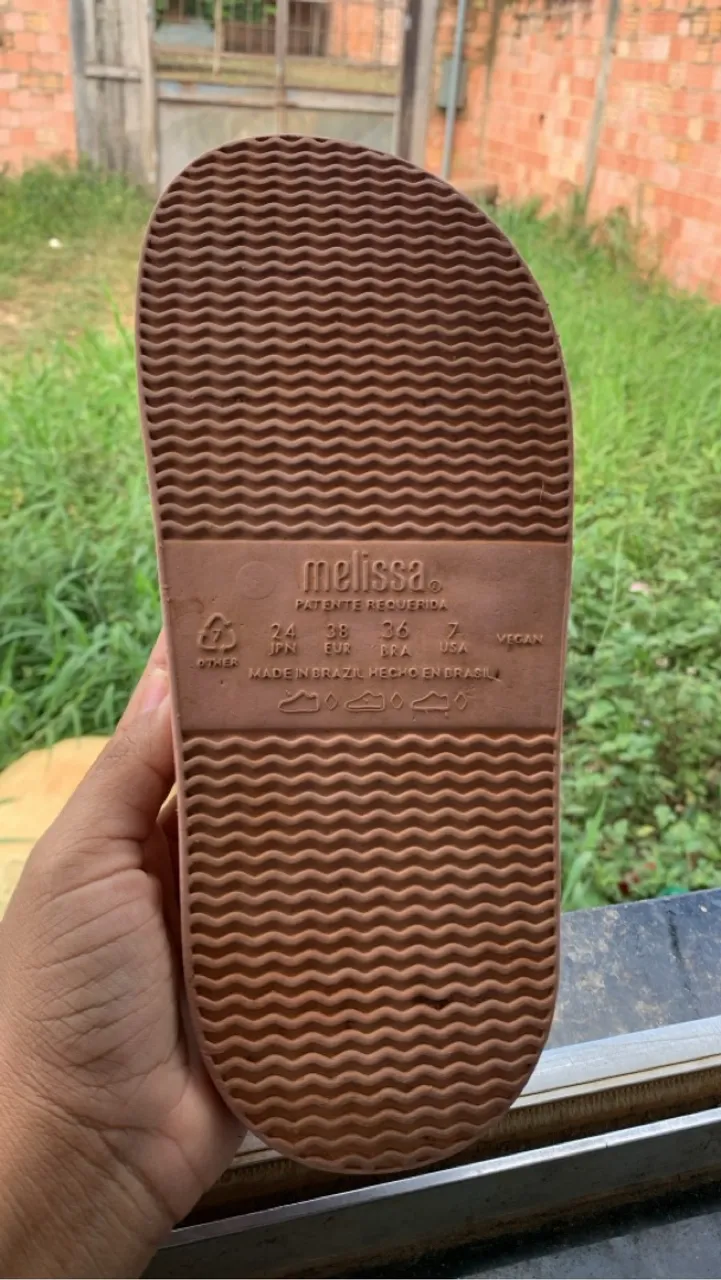 melissa®
PATENTE REQUERIDA
24 38 36 7 VEGAN
JPN EUR BRA USA
7
OTHER
MADE IN BRAZIL HECHO EN BRASIL